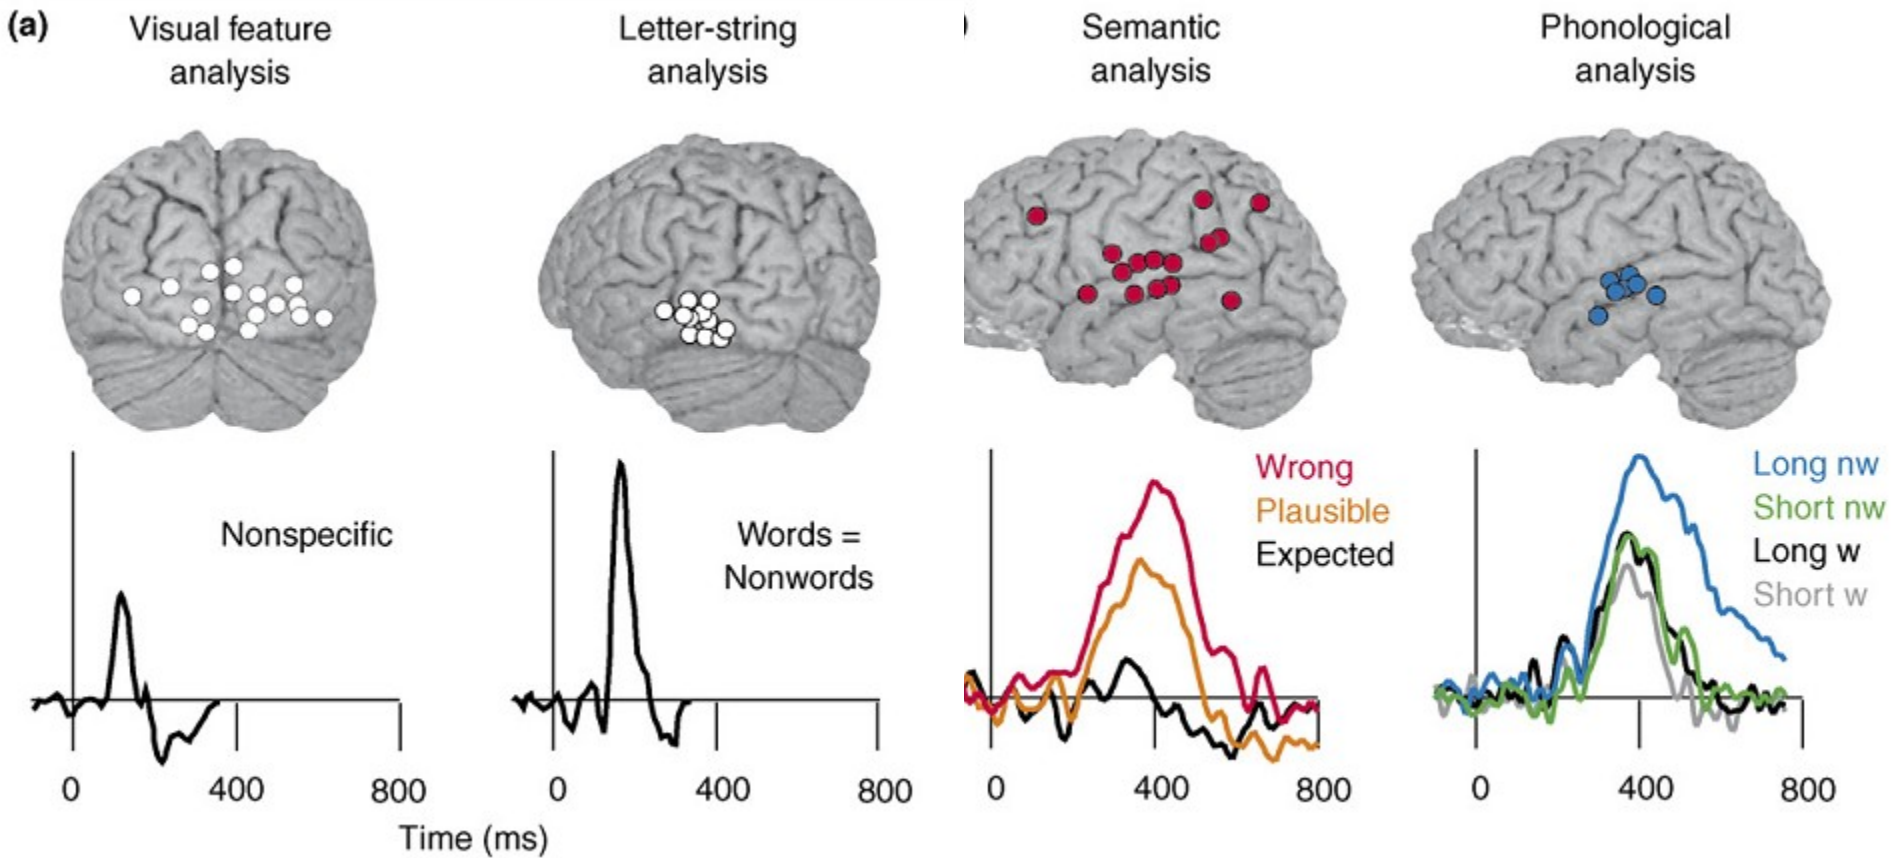 (a)
Visual feature
analysis
Letter-string
analysis
)
Semantic
analysis
Phonological
analysis
Nonspecific
Words =
Nonwords
Wrong
Plausible
Expected
Long nw
Short nw
Long w
Short w
0 400 800
0 400 800
0 400 800
0 400 800
Time (ms)